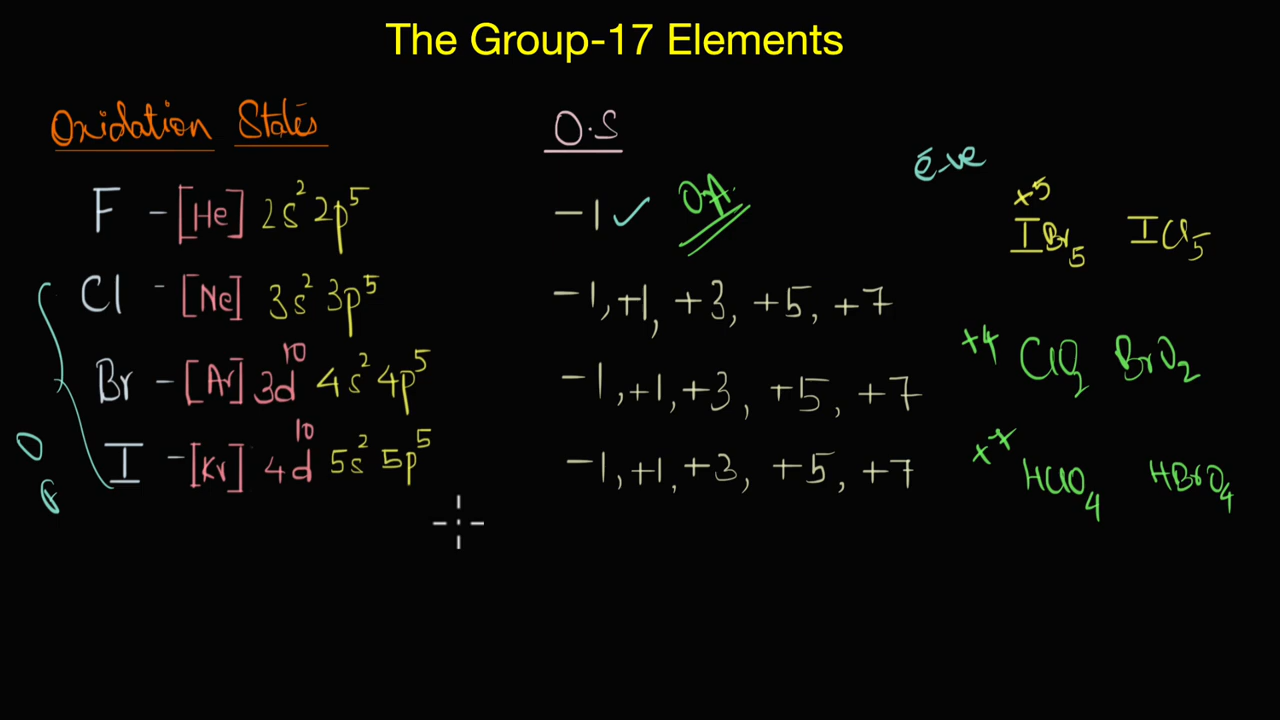 The Group-17 Elements
Oxidation States O.S
ē-ve
F - [He] 2s² 2p⁵ -1 ✓ O.A.
+5
IBr₅ ICl₅
Cl - [Ne] 3s² 3p⁵ -1, +1, +3, +5, +7
+4 ClO₂ BrO₂
Br - [Ar] 3d¹⁰ 4s² 4p⁵ -1, +1, +3, +5, +7
O
I - [Kr] 4d¹⁰ 5s² 5p⁵ -1, +1, +3, +5, +7
HClO₄ HBrO₄
F